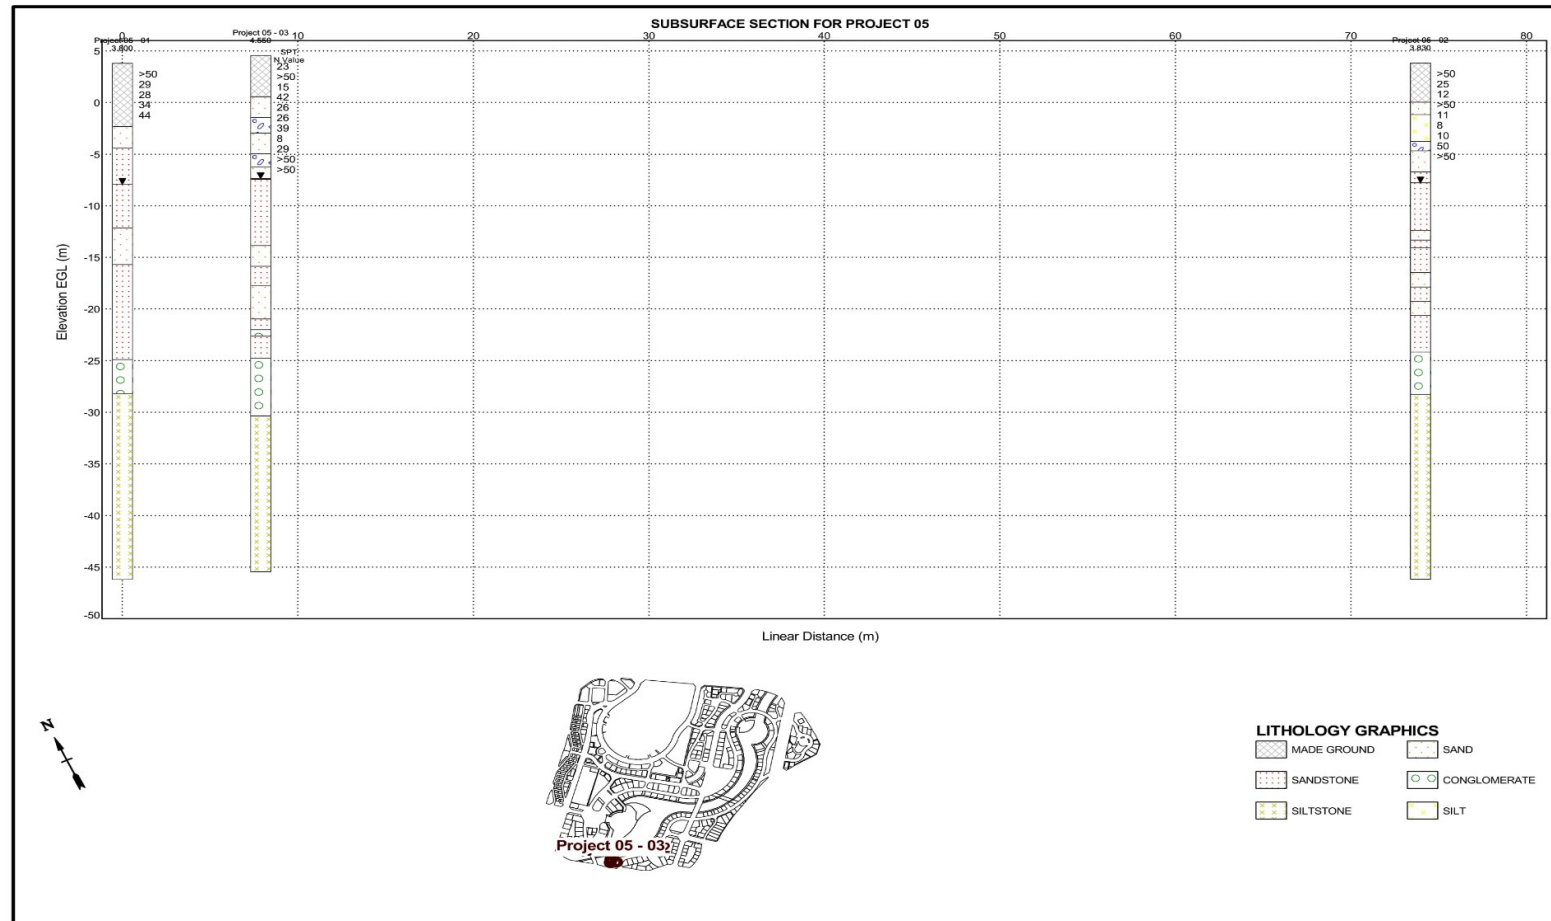 SUBSURFACE SECTION FOR PROJECT 05
0 10 20 30 40 50 60 70 80
Project 05 - 01
3.800
Project 05 - 03
4.550
Project 05 - 02
3.830
SPT
N Value
>50
29
28
34
44
23
>50
15
42
26
26
39
8
29
>50
>50
>50
25
12
>50
11
8
10
50
>50
5
0
-5
-10
-15
-20
-25
-30
-35
-40
-45
-50
Elevation EGL (m)
Linear Distance (m)
N
Project 05 - 03
LITHOLOGY GRAPHICS
MADE GROUND SAND
SANDSTONE CONGLOMERATE
SILTSTONE SILT